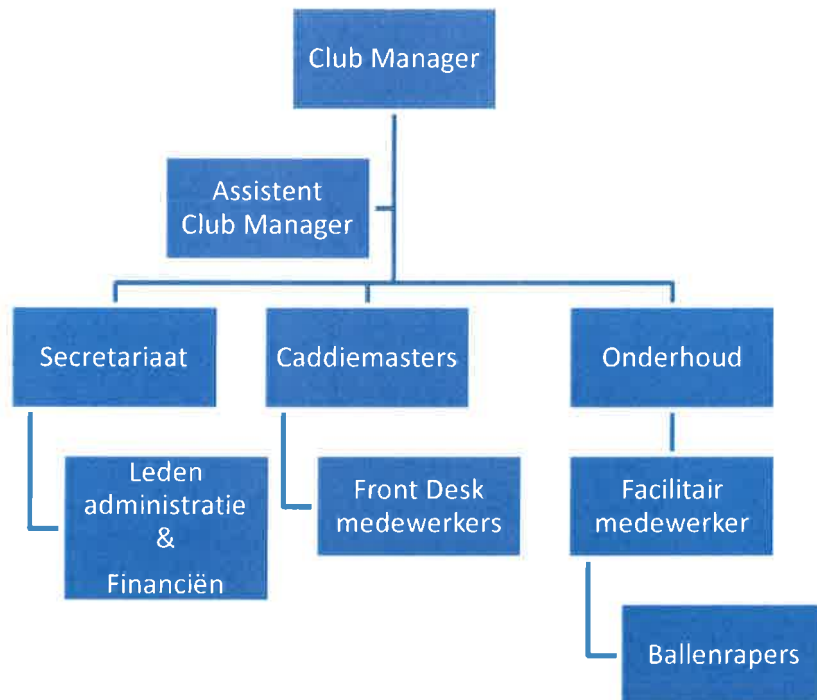 Club Manager
Assistent
Club Manager
Secretariaat
Caddiemasters
Onderhoud
Leden
administratie
&
Financiën
Front Desk
medewerkers
Facilitair
medewerker
Ballenrapers